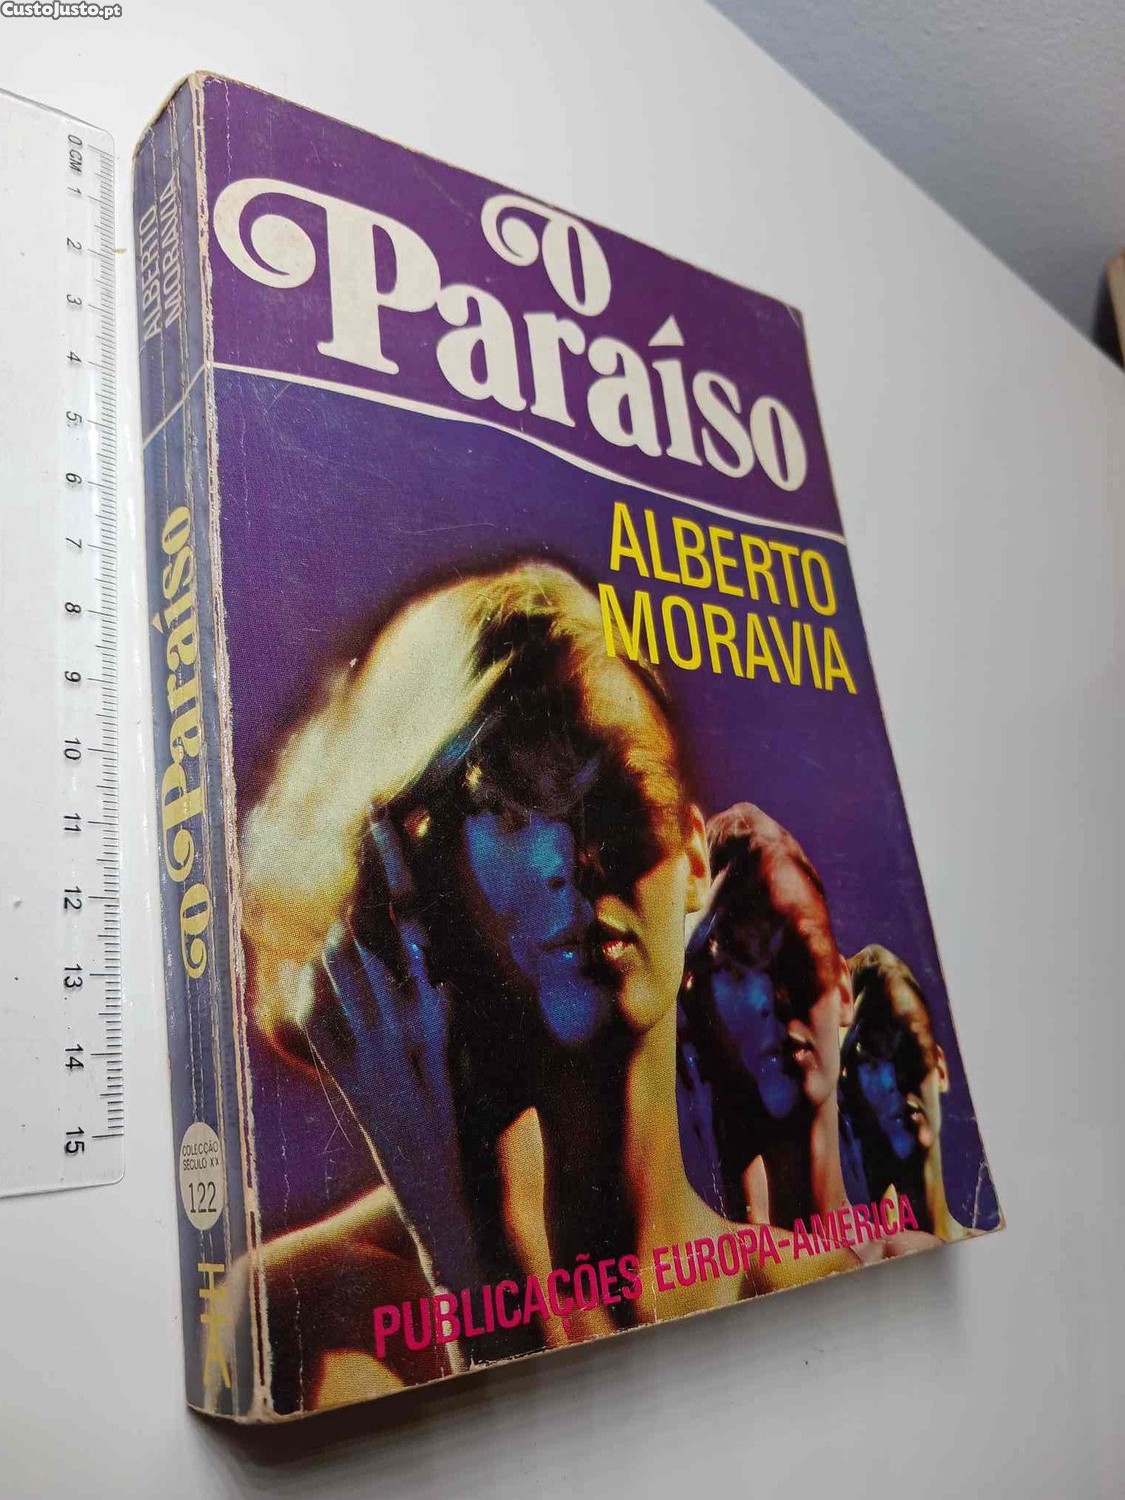 CustoJusto.pt
0 CM 1 2 3 4 5 6 7 8 9 10 11 12 13 14 15
ALBERTO
MORAVIA
O Paraíso
COLECÇÃO
SÉCULO XX
122
O
Paraíso
ALBERTO
MORAVIA
PUBLICAÇÕES EUROPA-AMÉRICA